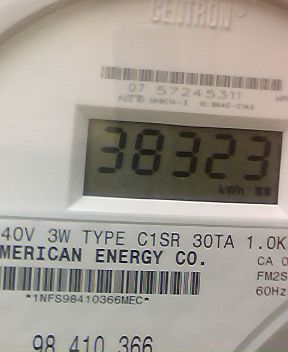 CENTRON®
07 57245311
38323
kWh
40V 3W TYPE C1SR 30TA 1.0K
MERICAN ENERGY CO.
CA 0
FM2S
60Hz
*1NFS98410366MEC*
98 410 366